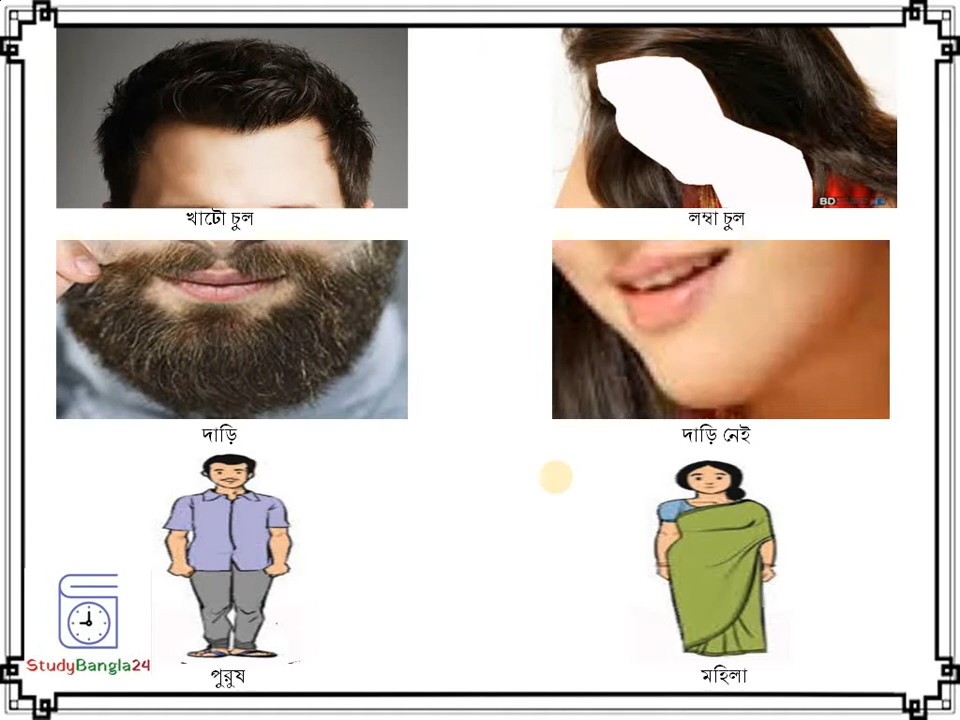 খাটো চুল
লম্বা চুল
দাড়ি
দাড়ি নেই
StudyBangla24
পুরুষ
মহিলা